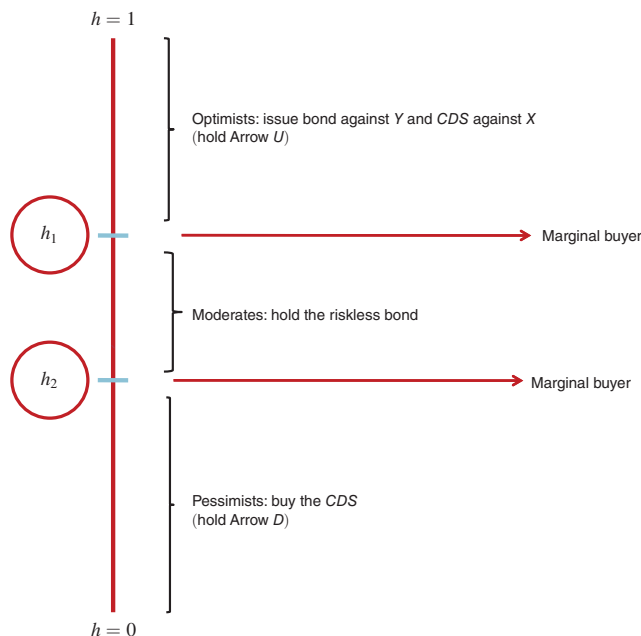 h = 1
Optimists: issue bond against Y and CDS against X
(hold Arrow U)
h₁
Marginal buyer
Moderates: hold the riskless bond
h₂
Marginal buyer
Pessimists: buy the CDS
(hold Arrow D)
h = 0